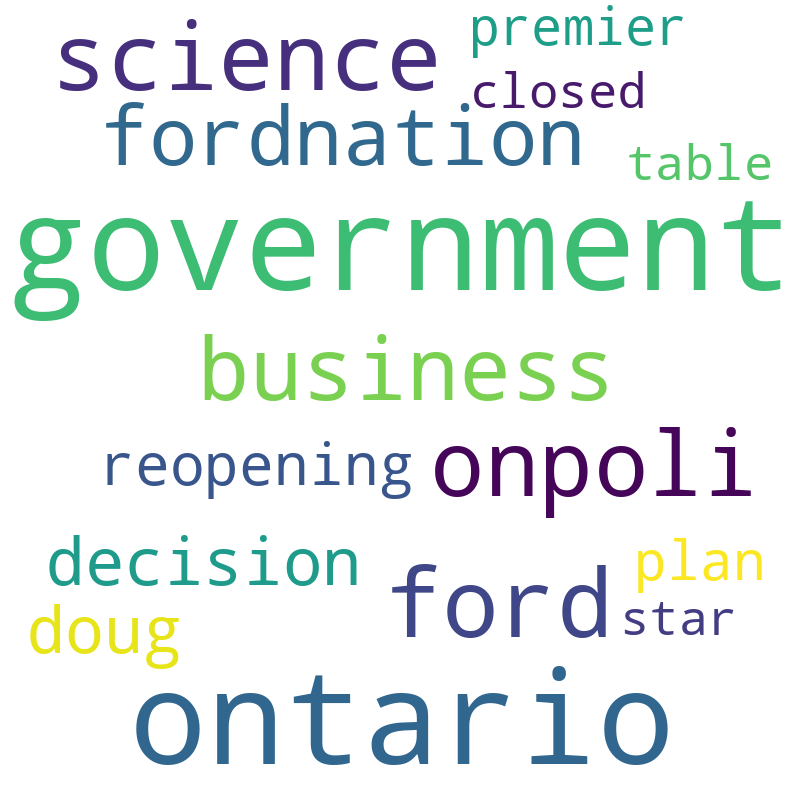 premier
science
closed
fordnation
table
government
business
reopening
onpoli
decision
plan
ford
star
doug
ontario